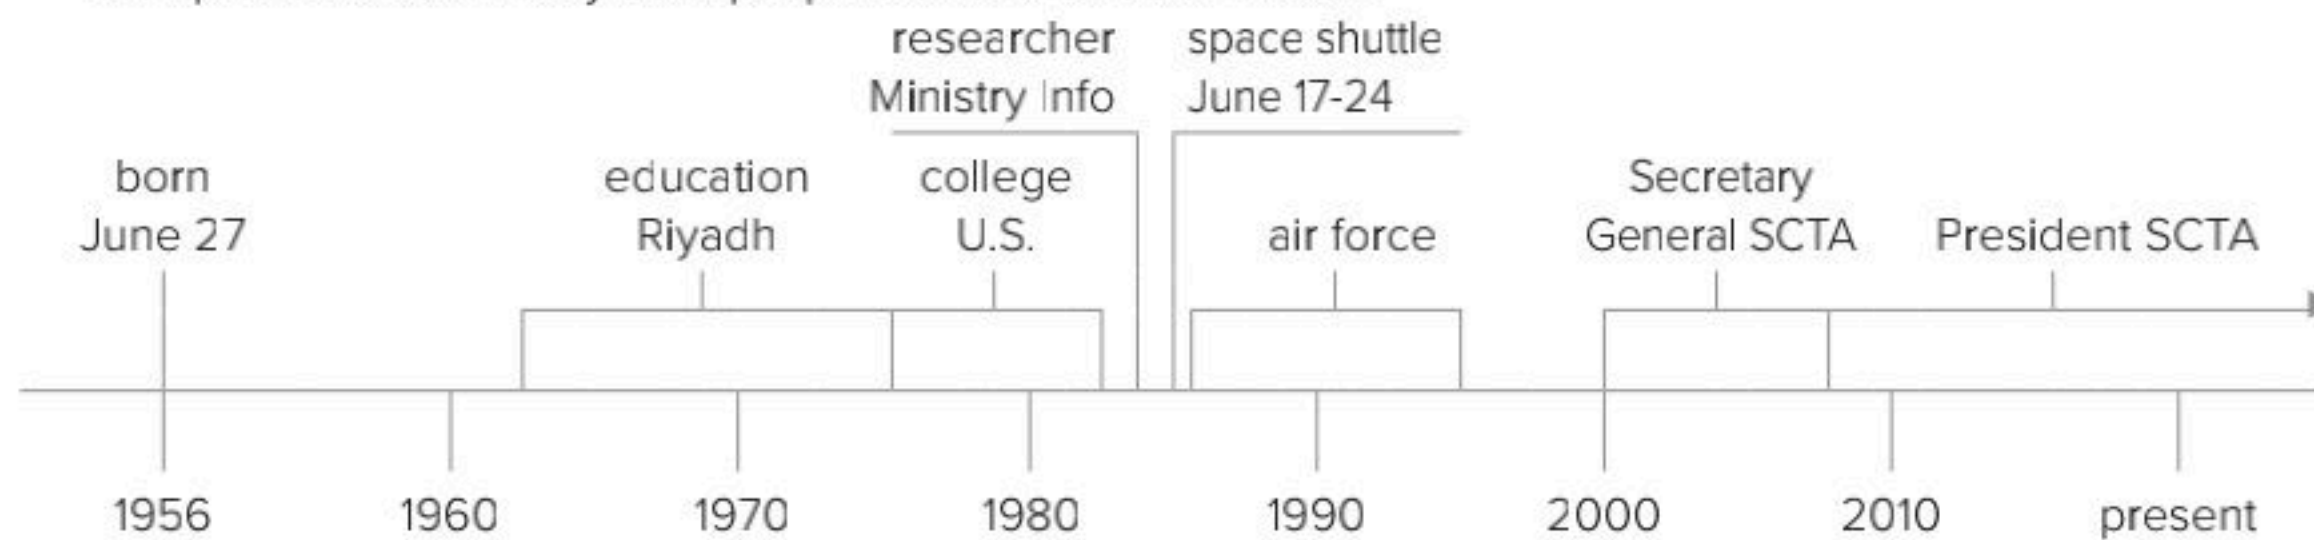 researcher
Ministry Info
space shuttle
June 17-24
born
June 27
education
Riyadh
college
U.S.
air force
Secretary
General SCTA
President SCTA
1956 1960 1970 1980 1990 2000 2010 present